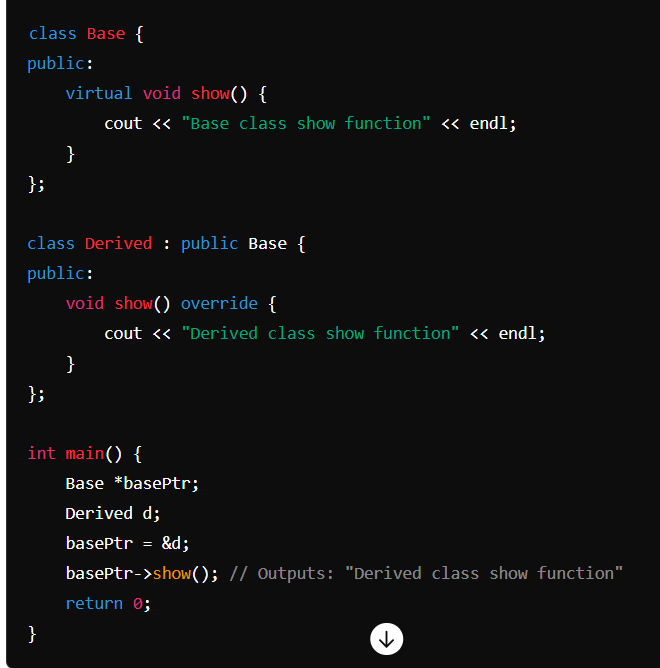 class Base {
public:
    virtual void show() {
        cout << "Base class show function" << endl;
    }
};

class Derived : public Base {
public:
    void show() override {
        cout << "Derived class show function" << endl;
    }
};

int main() {
    Base *basePtr;
    Derived d;
    basePtr = &d;
    basePtr->show(); // Outputs: "Derived class show function"
    return 0;
}